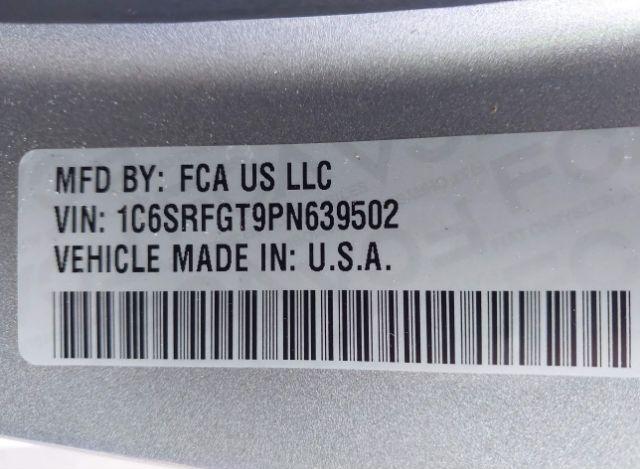 MFD BY: FCA US LLC
VIN: 1C6SRFGT9PN639502
VEHICLE MADE IN: U.S.A.